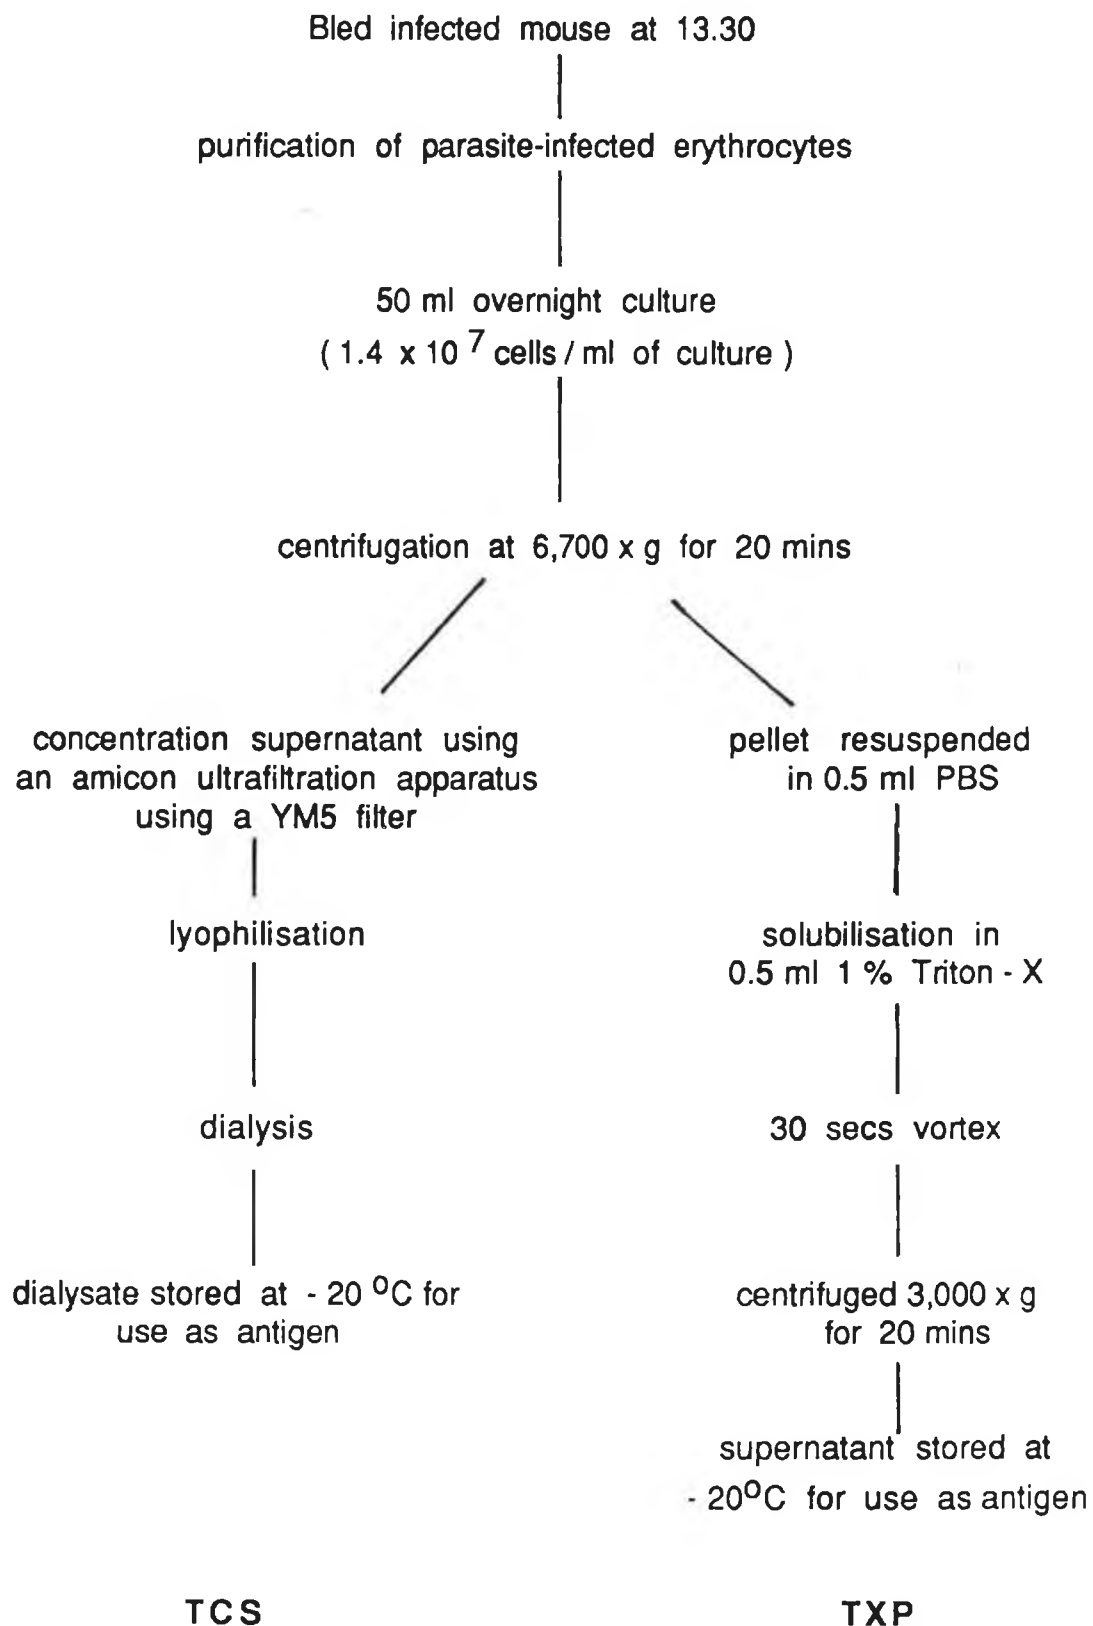 Bled infected mouse at 13.30
purification of parasite-infected erythrocytes
50 ml overnight culture
( 1.4 x 10 7 cells / ml of culture )
centrifugation at 6,700 x g for 20 mins
concentration supernatant using
an amicon ultrafiltration apparatus
using a YM5 filter
lyophilisation
dialysis
dialysate stored at - 20 ºC for
use as antigen
pellet resuspended
in 0.5 ml PBS
solubilisation in
0.5 ml 1 % Triton - X
30 secs vortex
centrifuged 3,000 x g
for 20 mins
supernatant stored at
- 20ºC for use as antigen
TCS
TXP